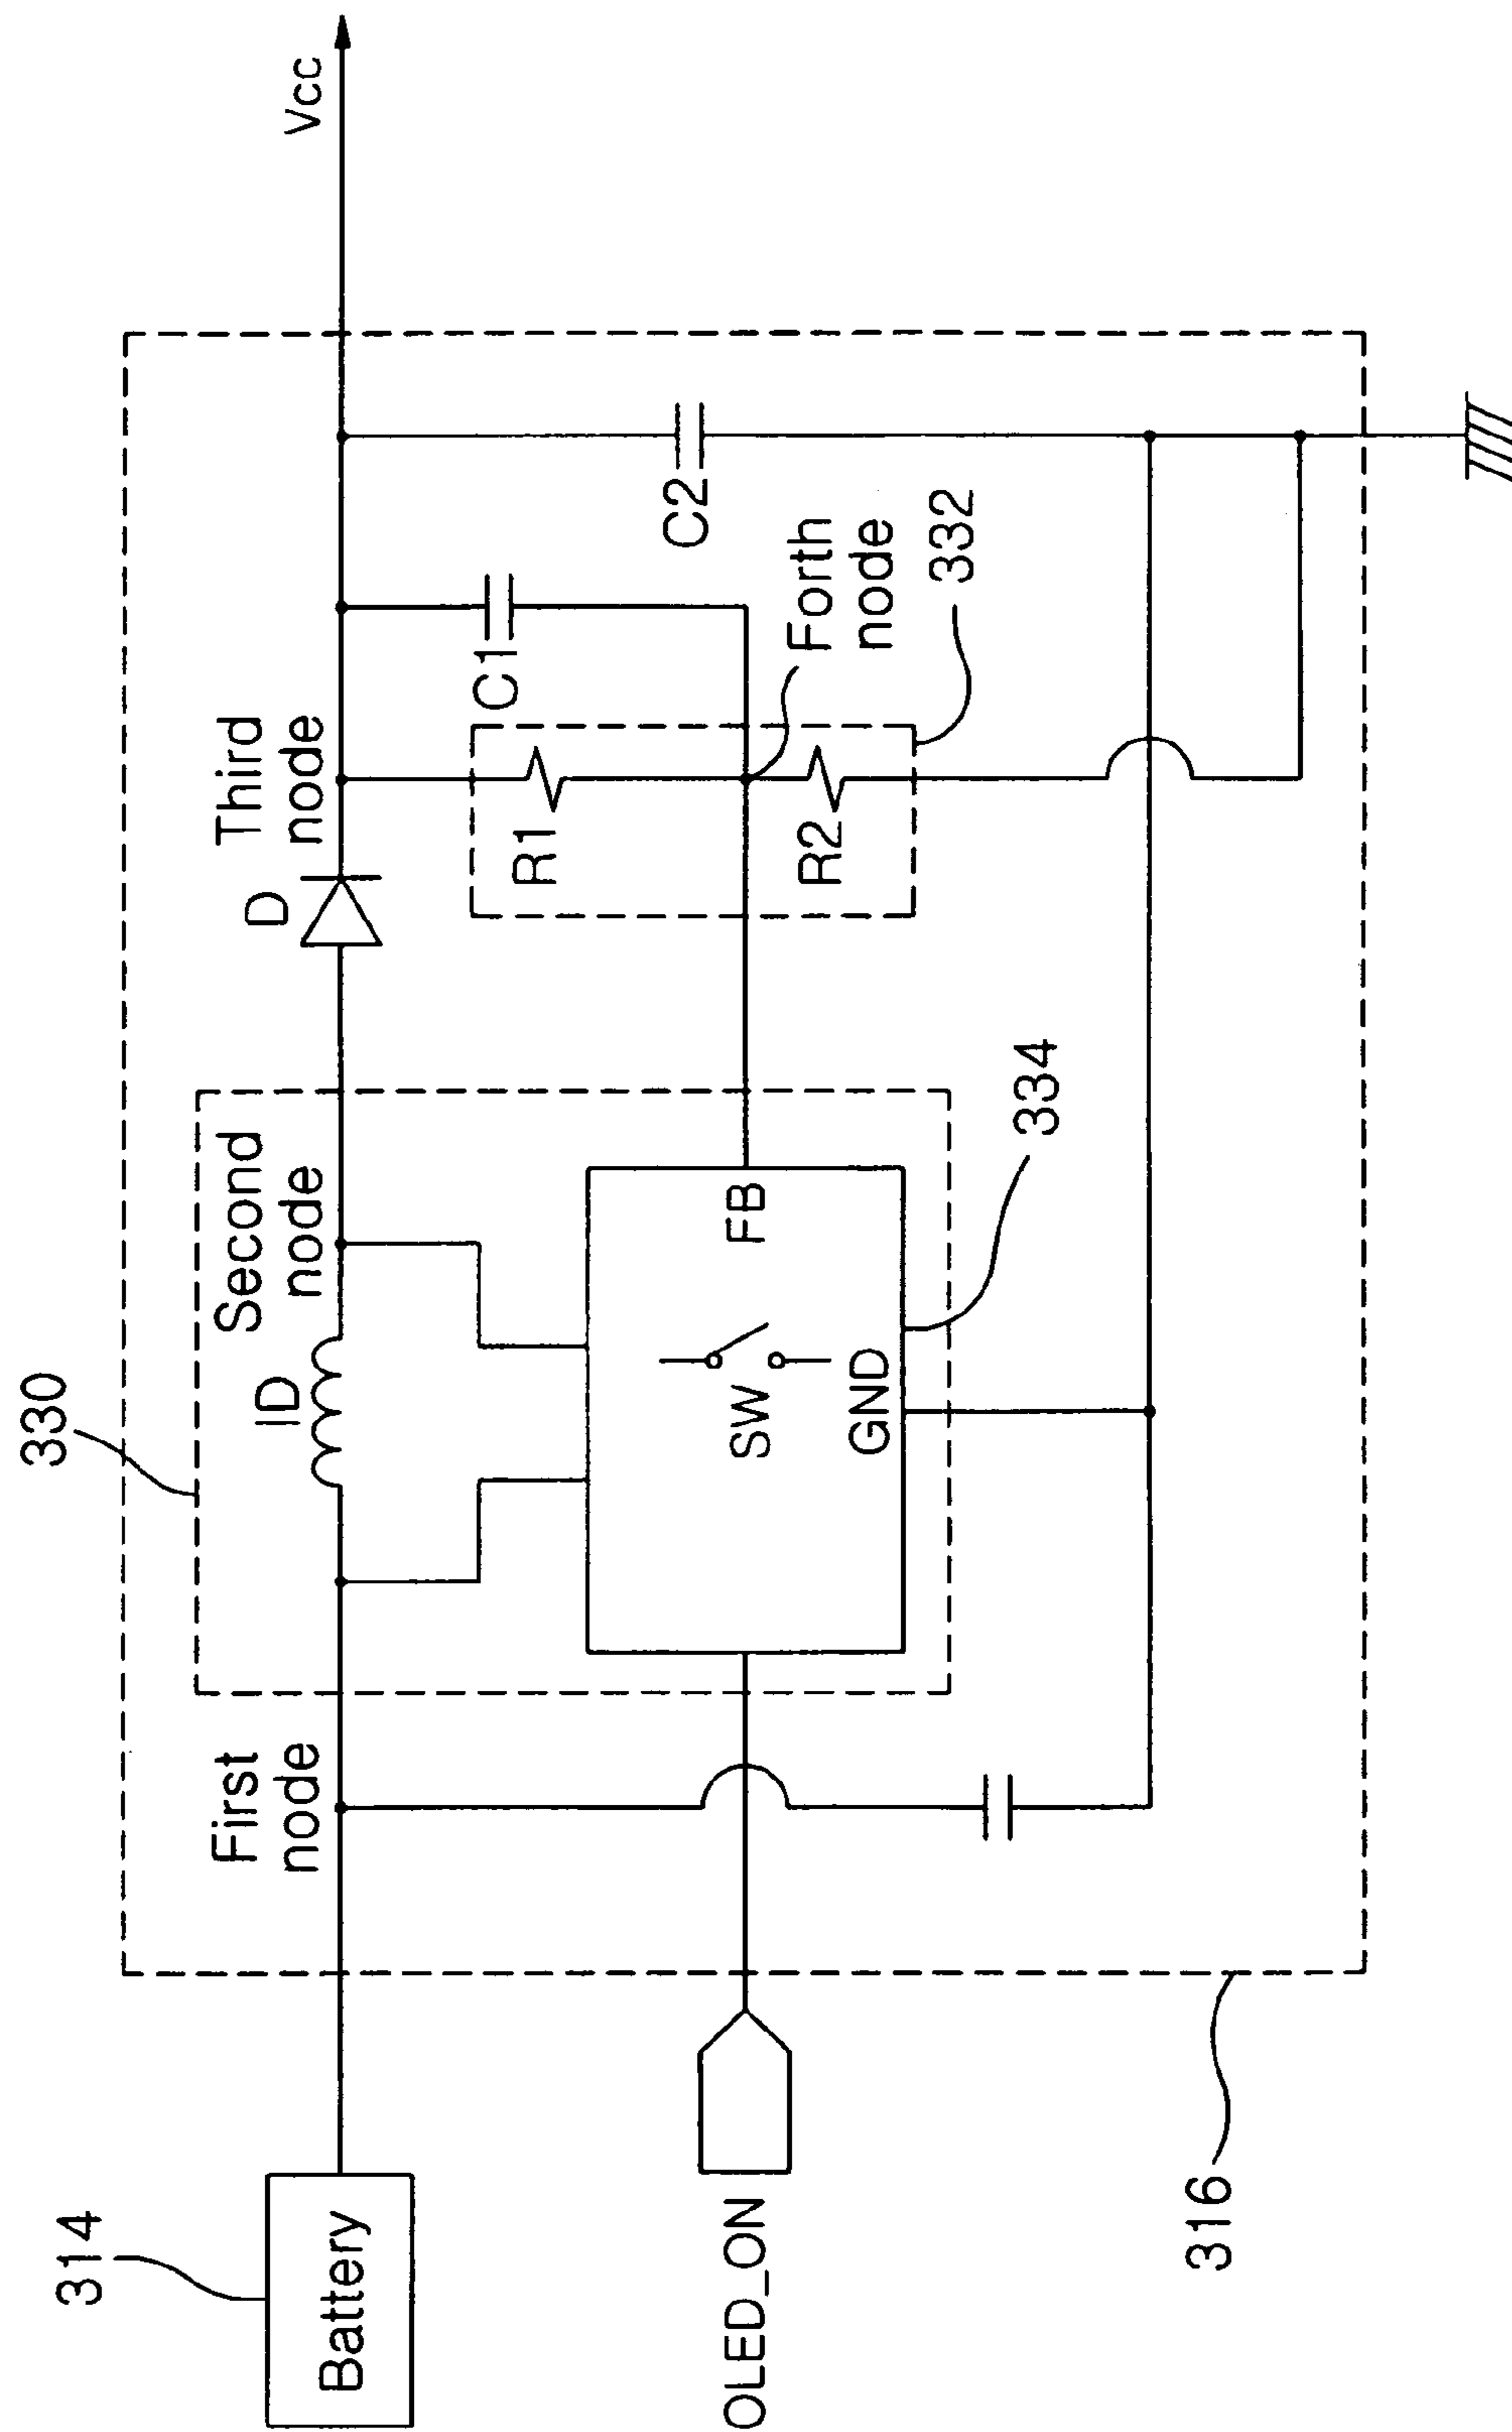 330
314
Battery
First
node
ID
Second
node
D
Third
node
Vcc
C1
C2
R1
R2
Forth
node
332
OLED_ON
SW
FB
GND
334
316